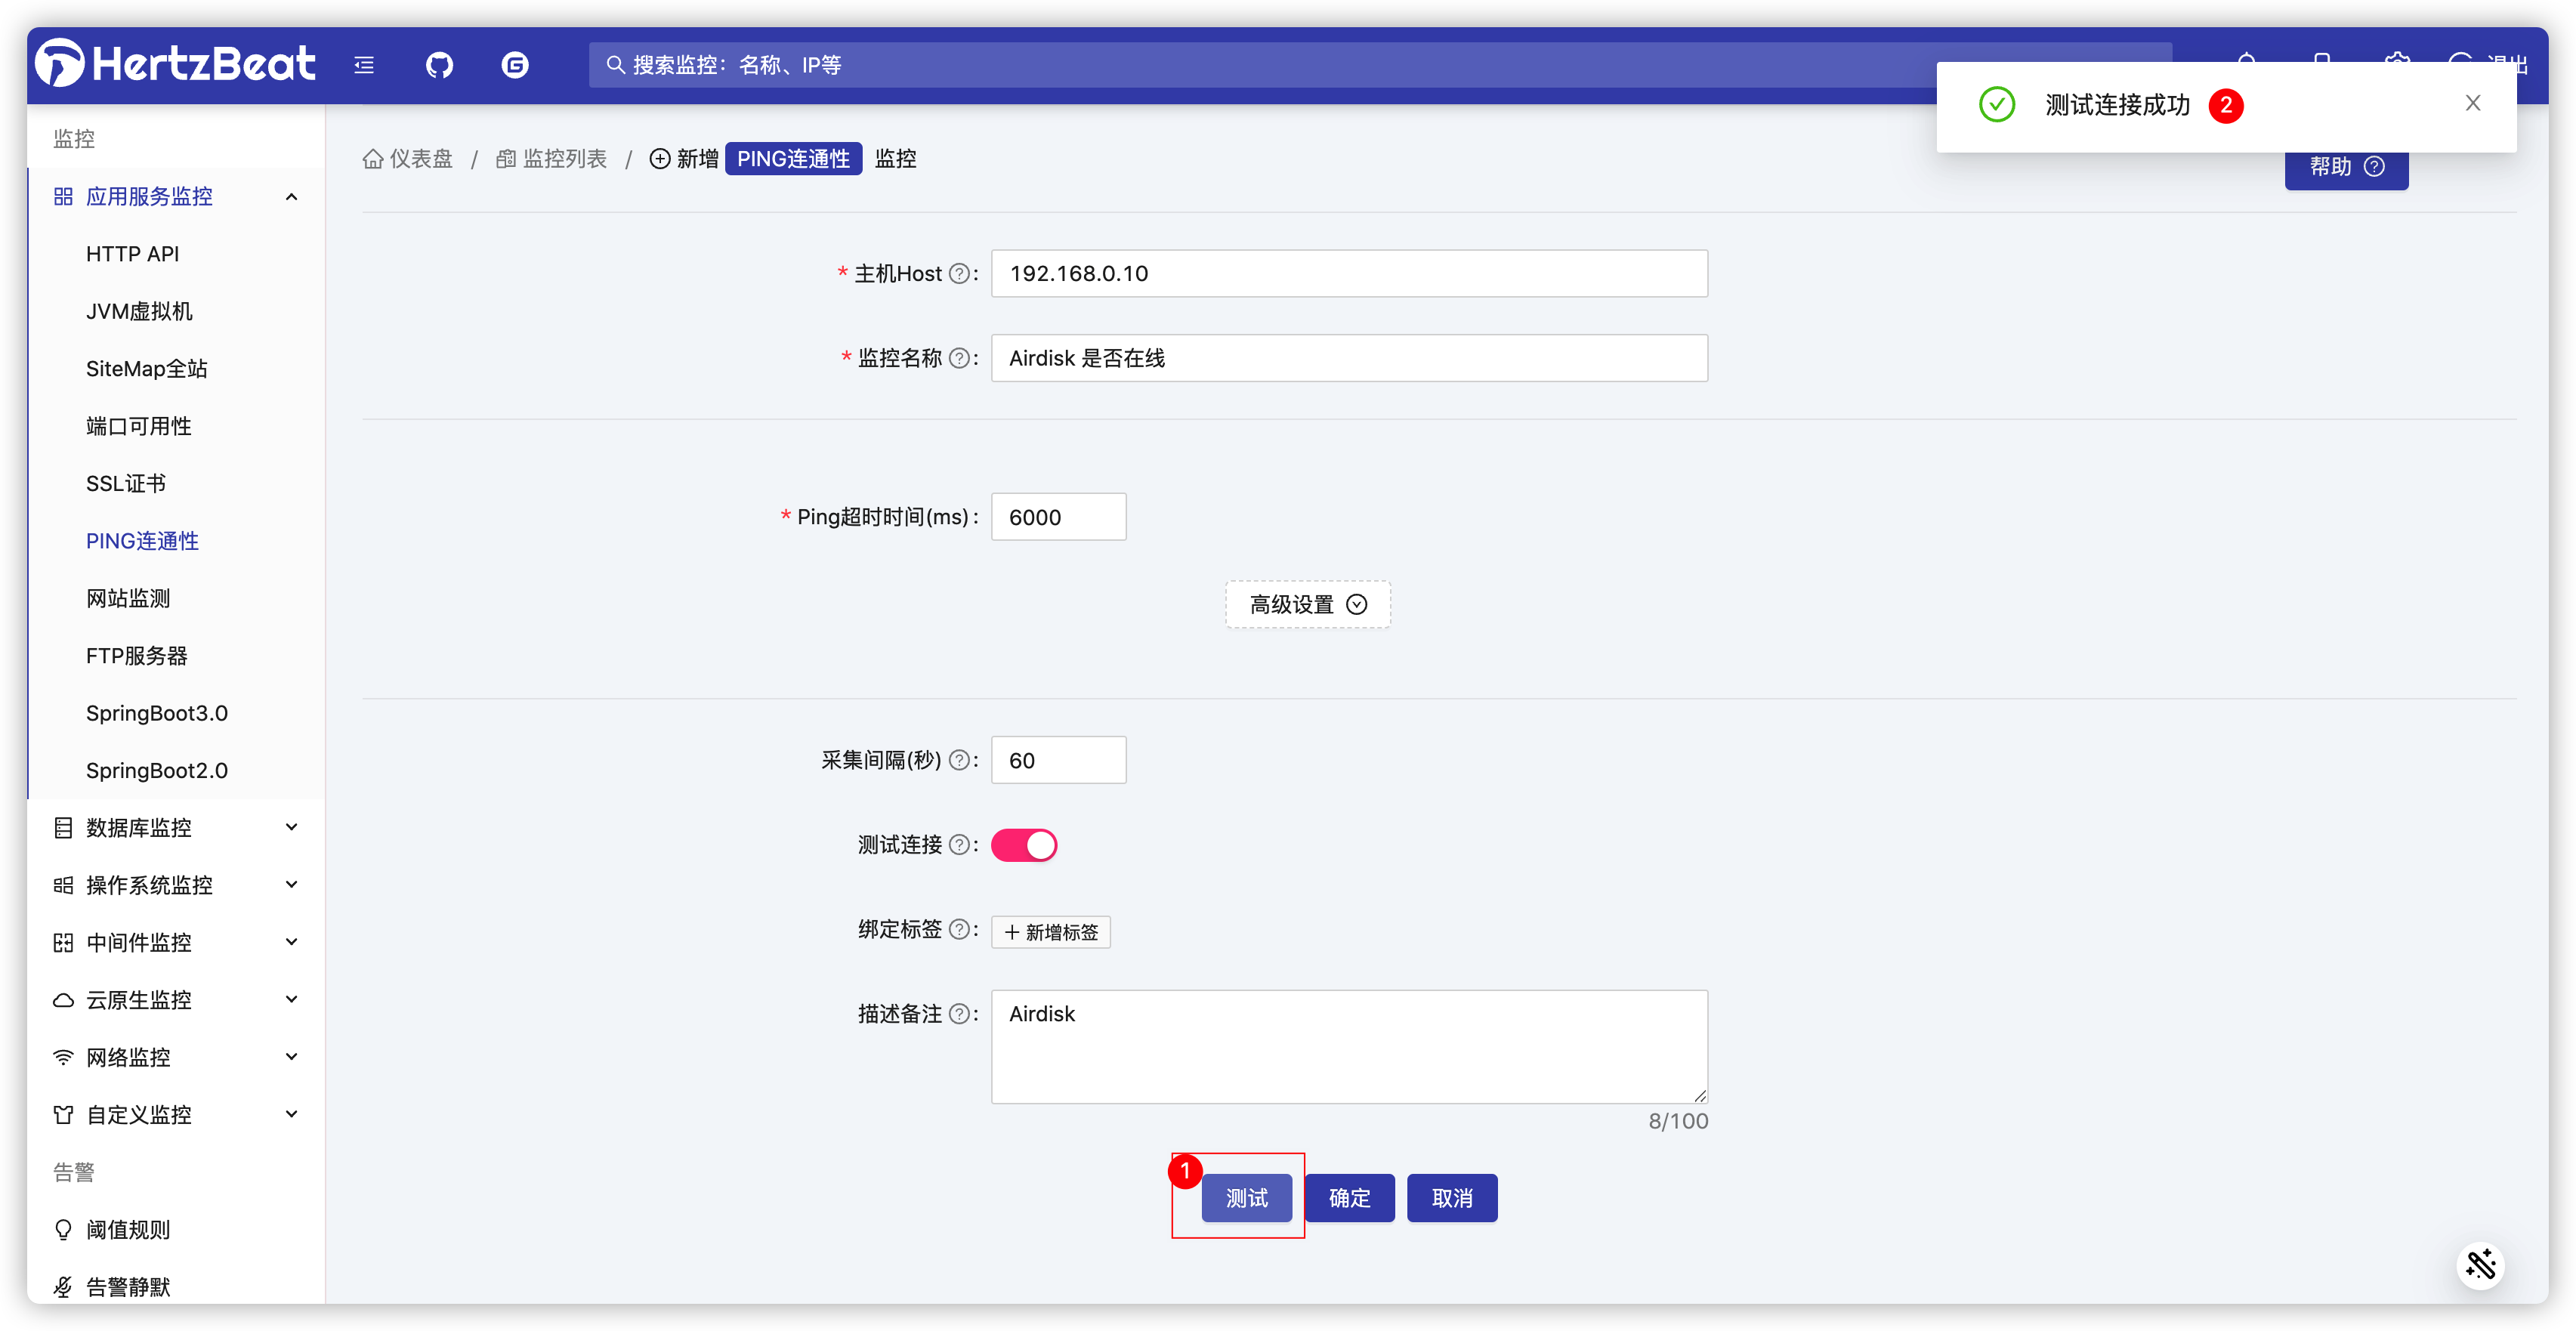 HertzBeat
搜索监控：名称、IP等
退出
测试连接成功 2
监控
仪表盘 / 监控列表 / 新增 PING连通性 监控
帮助
应用服务监控
HTTP API
JVM虚拟机
SiteMap全站
端口可用性
SSL证书
PING连通性
网站监测
FTP服务器
SpringBoot3.0
SpringBoot2.0
数据库监控
操作系统监控
中间件监控
云原生监控
网络监控
自定义监控
告警
阈值规则
告警静默
* 主机Host : 192.168.0.10
* 监控名称 : Airdisk 是否在线
* Ping超时时间(ms) : 6000
高级设置
采集间隔(秒) : 60
测试连接 :
绑定标签 : + 新增标签
描述备注 : Airdisk
8/100
1
测试 确定 取消